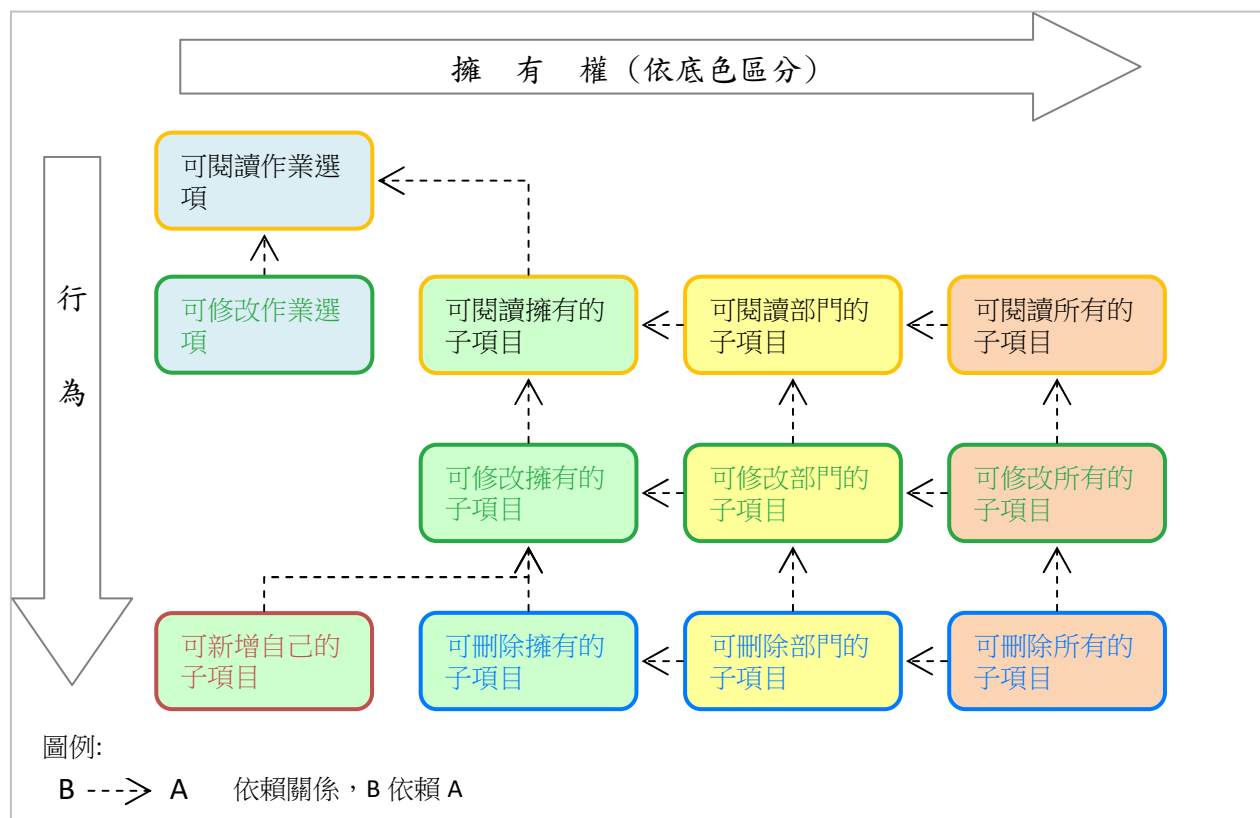 擁 有 權（依底色區分）
行
為
可閱讀作業選
項
可修改作業選
項
可閱讀擁有的
子項目
可閱讀部門的
子項目
可閱讀所有的
子項目
可修改擁有的
子項目
可修改部門的
子項目
可修改所有的
子項目
可新增自己的
子項目
可刪除擁有的
子項目
可刪除部門的
子項目
可刪除所有的
子項目
圖例:
B A 依賴關係，B 依賴 A